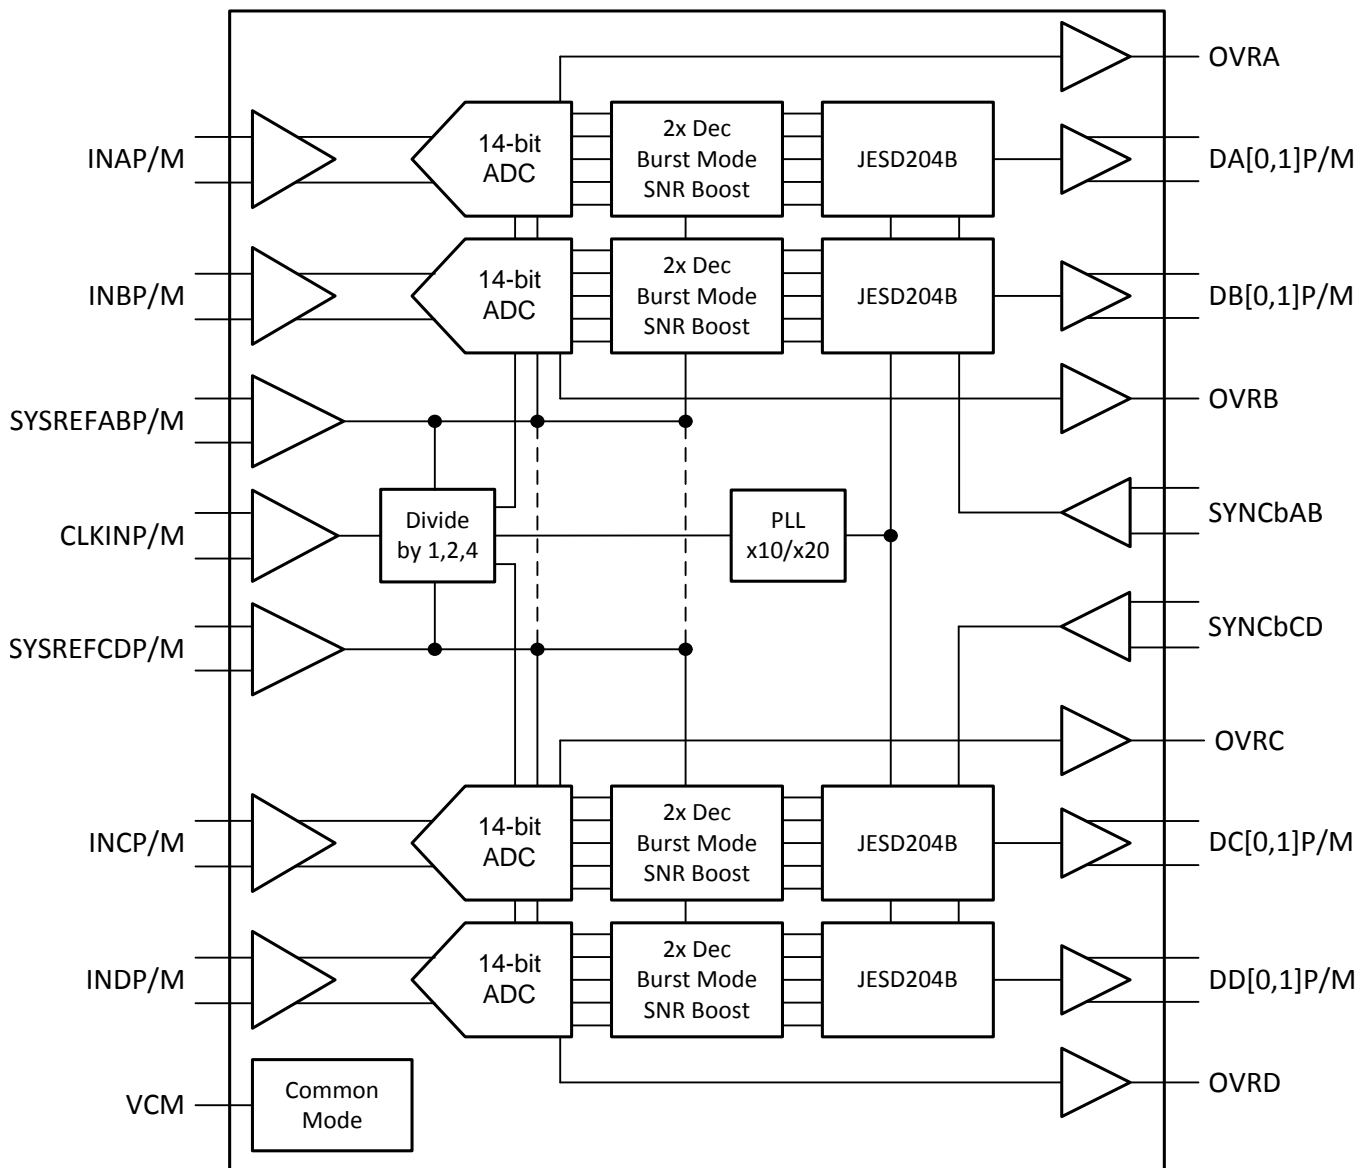 OVRA
INAP/M
14-bit
ADC
2x Dec
Burst Mode
SNR Boost
JESD204B
DA[0,1]P/M
INBP/M
14-bit
ADC
2x Dec
Burst Mode
SNR Boost
JESD204B
DB[0,1]P/M
SYSREFABP/M
OVRB
CLKINP/M
Divide
by 1,2,4
PLL
x10/x20
SYNCbAB
SYSREFCDP/M
SYNCbCD
OVRC
INCP/M
14-bit
ADC
2x Dec
Burst Mode
SNR Boost
JESD204B
DC[0,1]P/M
INDP/M
14-bit
ADC
2x Dec
Burst Mode
SNR Boost
JESD204B
DD[0,1]P/M
VCM
Common
Mode
OVRD